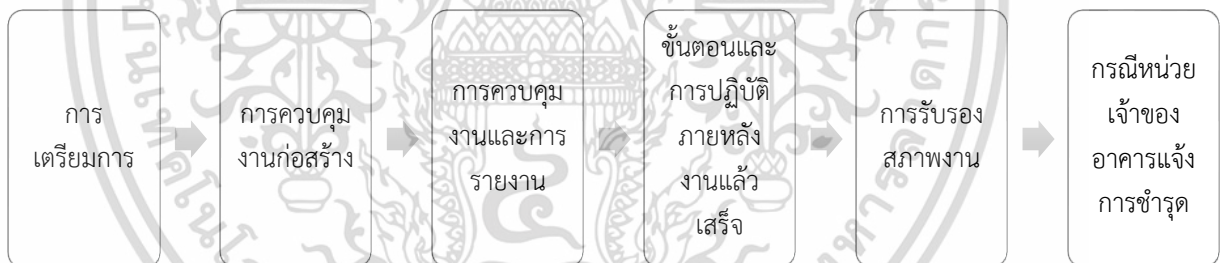 การ
เตรียมการ
การควบคุม
งานก่อสร้าง
การควบคุม
งานและการ
รายงาน
ขั้นตอนและ
การปฏิบัติ
ภายหลัง
งานแล้ว
เสร็จ
การรับรอง
สภาพงาน
กรณีหน่วย
เจ้าของ
อาคารแจ้ง
การชำรุด